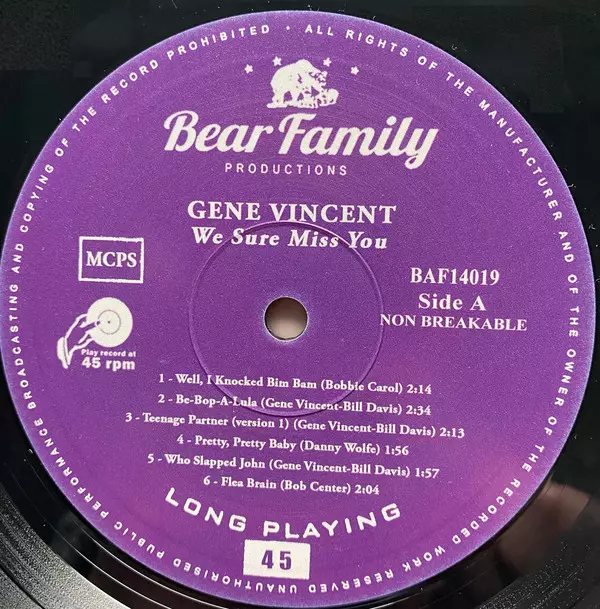 ALL RIGHTS OF THE MANUFACTURER AND OF THE OWNER OF THE RECORDED WORK RESERVED UNAUTHORISED PUBLIC PERFORMANCE BROADCASTING AND COPYING OF THE RECORD PROHIBITED •
Bear Family
PRODUCTIONS
GENE VINCENT
We Sure Miss You
MCPS
BAF14019
Side A
NON BREAKABLE
Play record at
45 rpm
1 - Well, I Knocked Bim Bam (Bobbie Carol) 2:14
2 - Be-Bop-A-Lula (Gene Vincent-Bill Davis) 2:34
3 - Teenage Partner (version 1) (Gene Vincent-Bill Davis) 2:13
4 - Pretty, Pretty Baby (Danny Wolfe) 1:56
5 - Who Slapped John (Gene Vincent-Bill Davis) 1:57
6 - Flea Brain (Bob Center) 2:04
LONG PLAYING
45